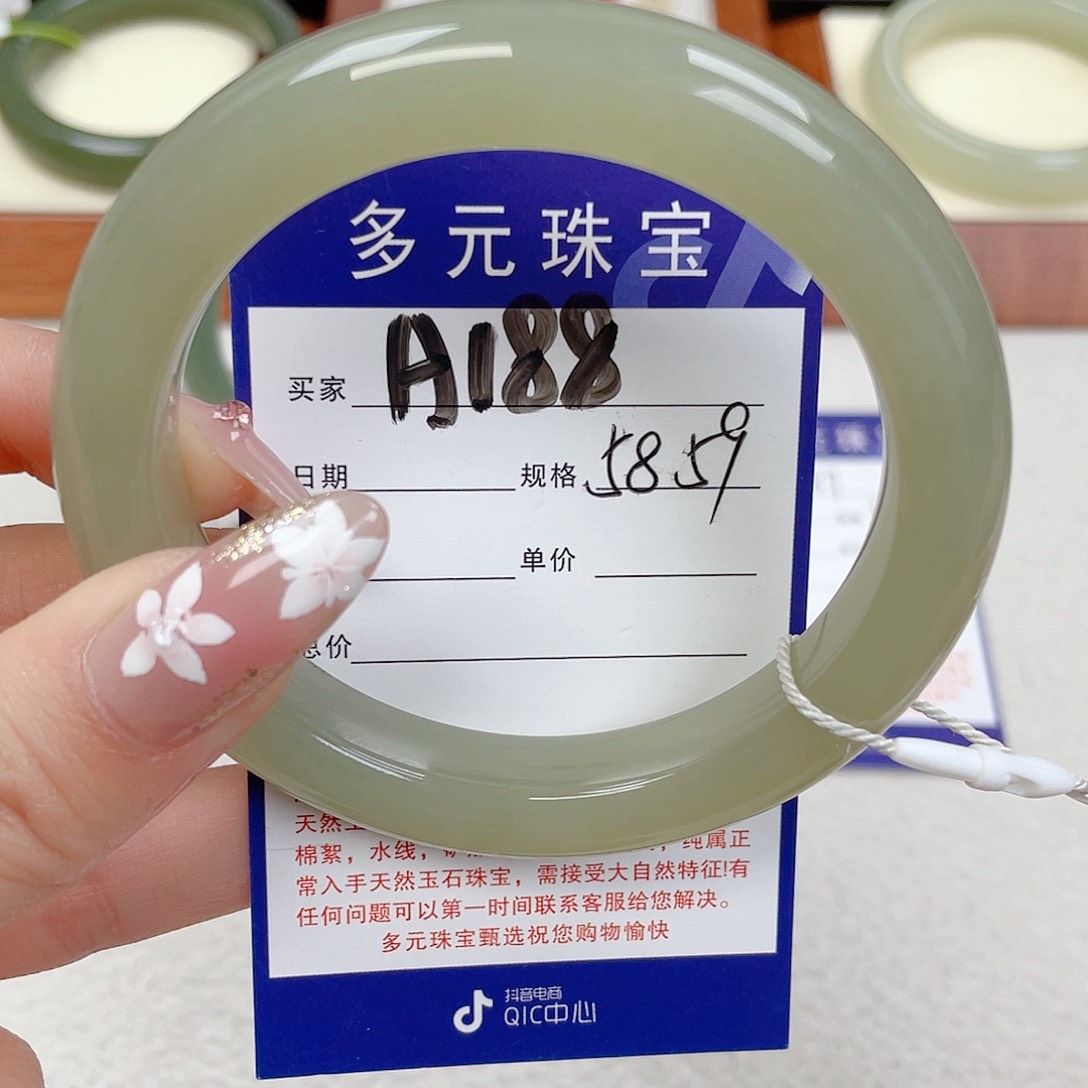 多元珠宝
买家 A188
日期 规格 5859
单价
总价
天然
棉絮，水线， 纯属正
常入手天然玉石珠宝，需接受大自然特征!有
任何问题可以第一时间联系客服给您解决。
多元珠宝甄选祝您购物愉快
抖音电商
QIC中心